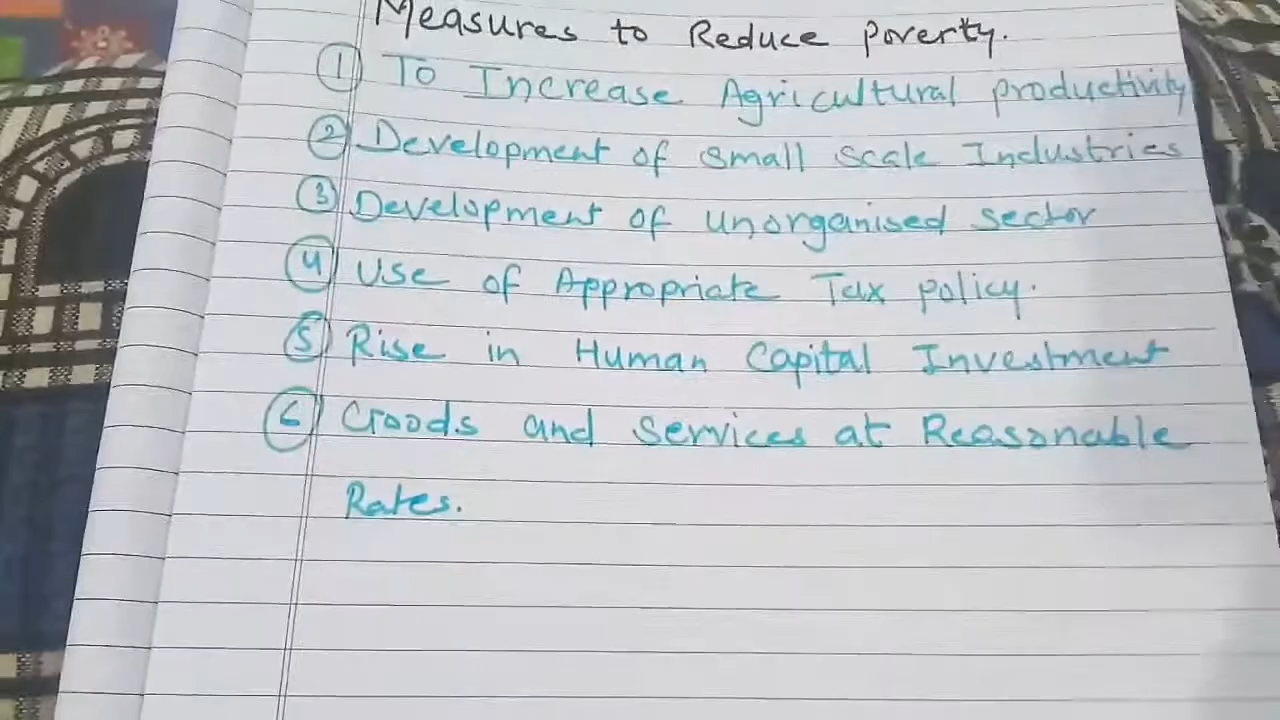 Measures to Reduce Poverty.
① To Increase Agricultural productivity
② Development of small scale Industries
③ Development of unorganised sector
④ Use of Appropriate Tax policy.
⑤ Rise in Human Capital Investment
⑥ Goods and services at Reasonable
Rates.